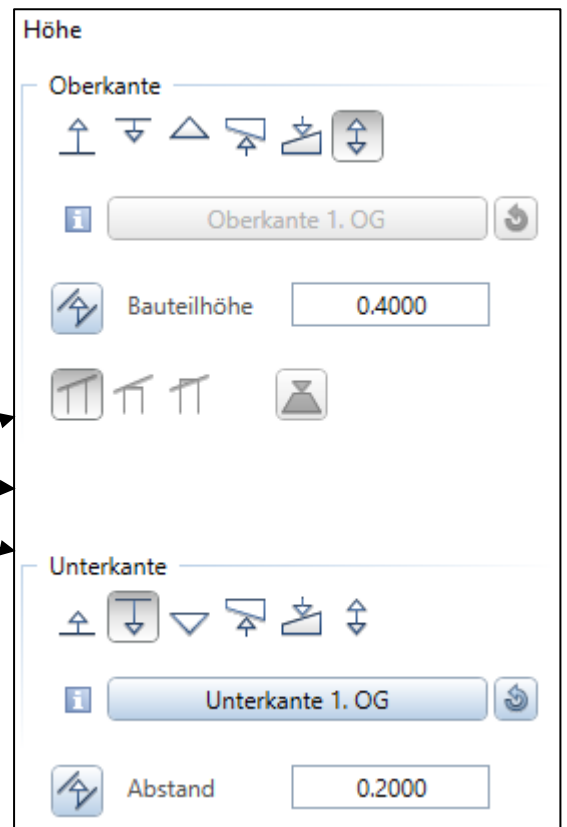 Höhe
Oberkante
i Oberkante 1. OG
Bauteilhöhe 0.4000
Unterkante
i Unterkante 1. OG
Abstand 0.2000